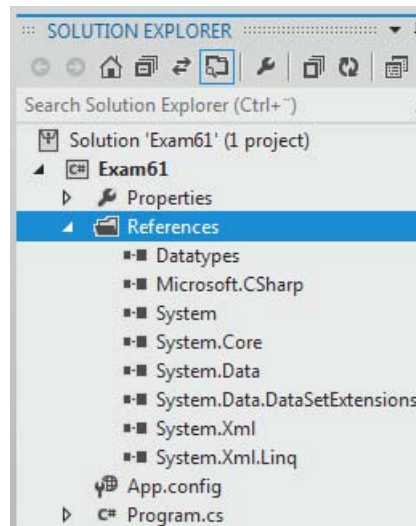 SOLUTION EXPLORER
Search Solution Explorer (Ctrl+¨)
Solution 'Exam61' (1 project)
C# Exam61
Properties
References
Datatypes
Microsoft.CSharp
System
System.Core
System.Data
System.Data.DataSetExtensions
System.Xml
System.Xml.Linq
App.config
C# Program.cs